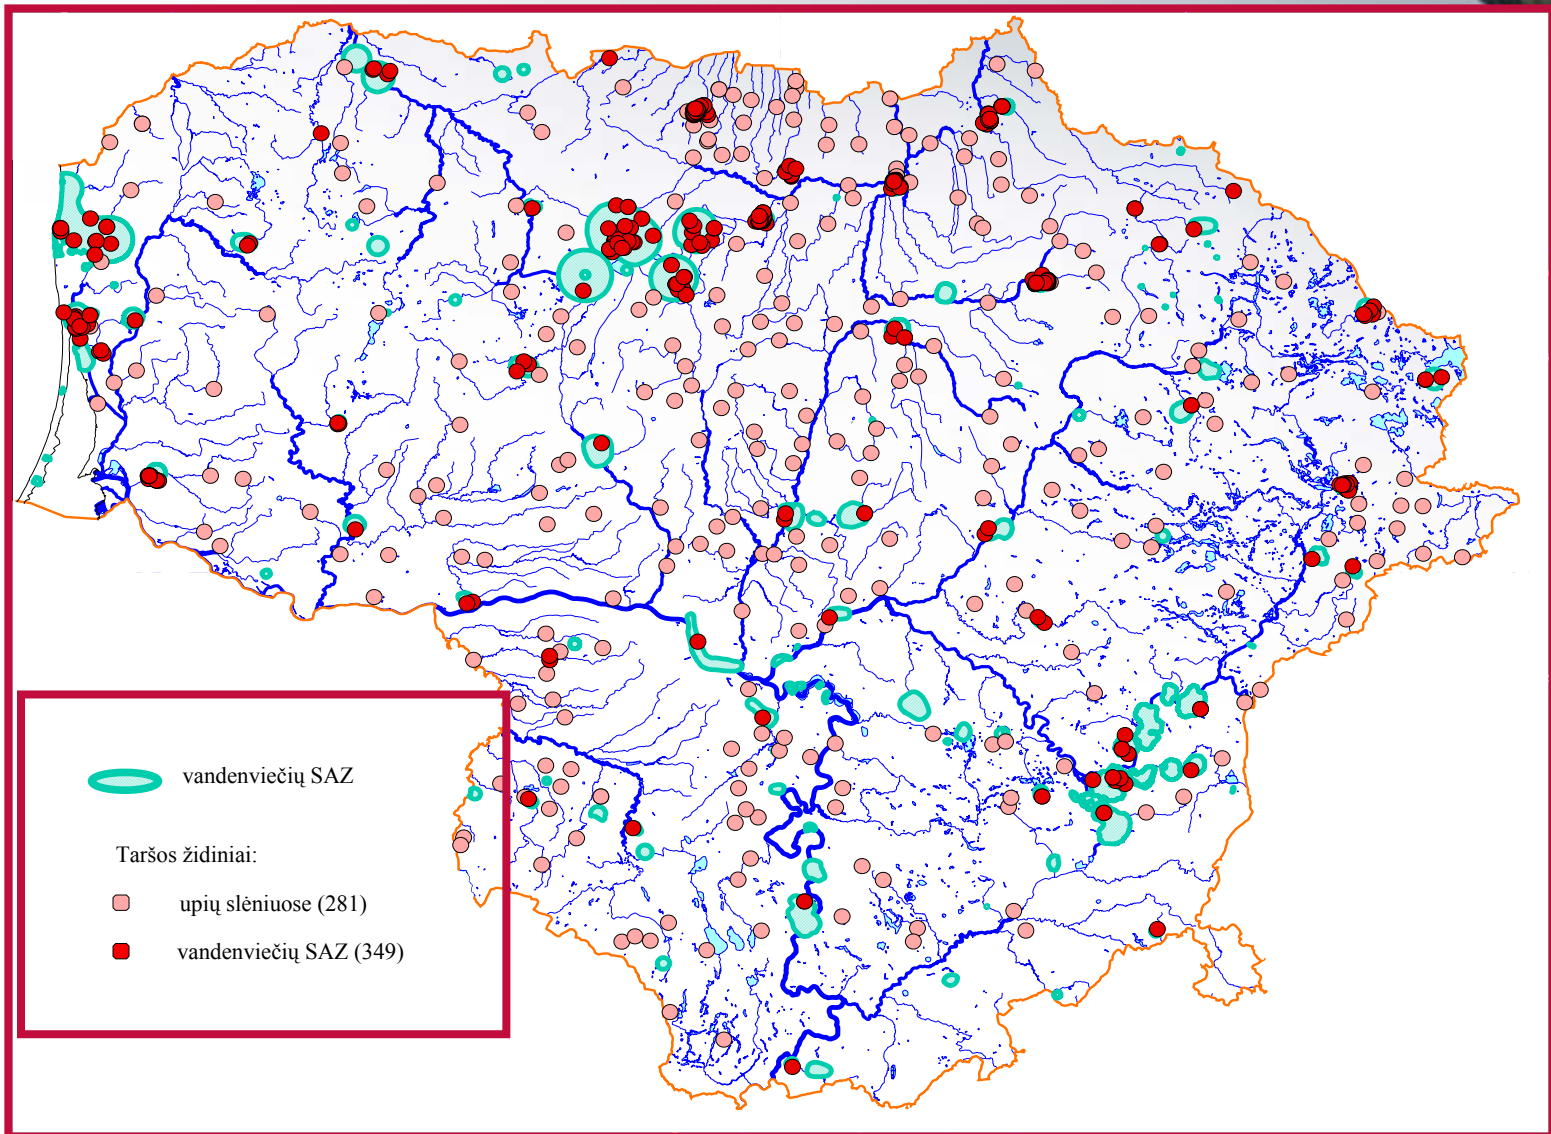 vandenviečių SAZ
Taršos židiniai:
upių slėniuose (281)
vandenviečių SAZ (349)